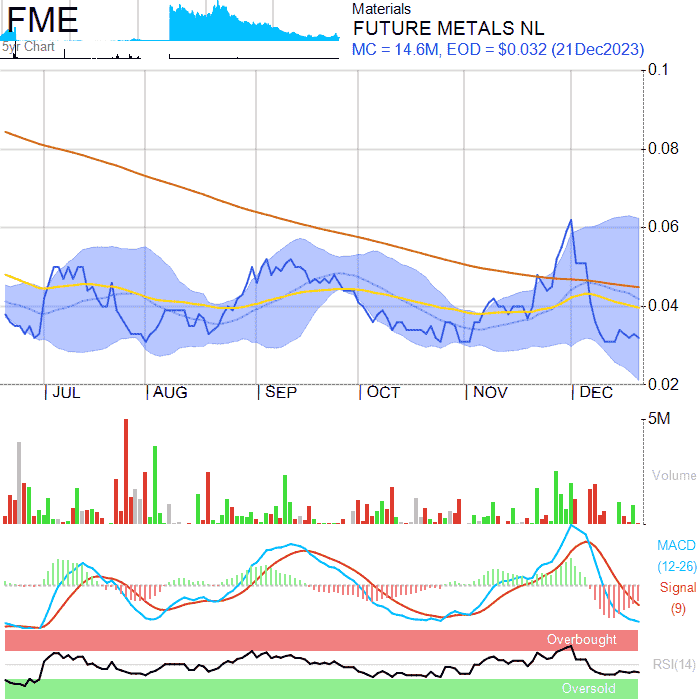 FME
5yr Chart
Materials
FUTURE METALS NL
MC = 14.6M, EOD = $0.032 (21Dec2023)
0.1
0.08
0.06
0.04
0.02
JUL AUG SEP OCT NOV DEC
5M
Volume
MACD
(12-26)
Signal
(9)
Overbought
RSI(14)
Oversold